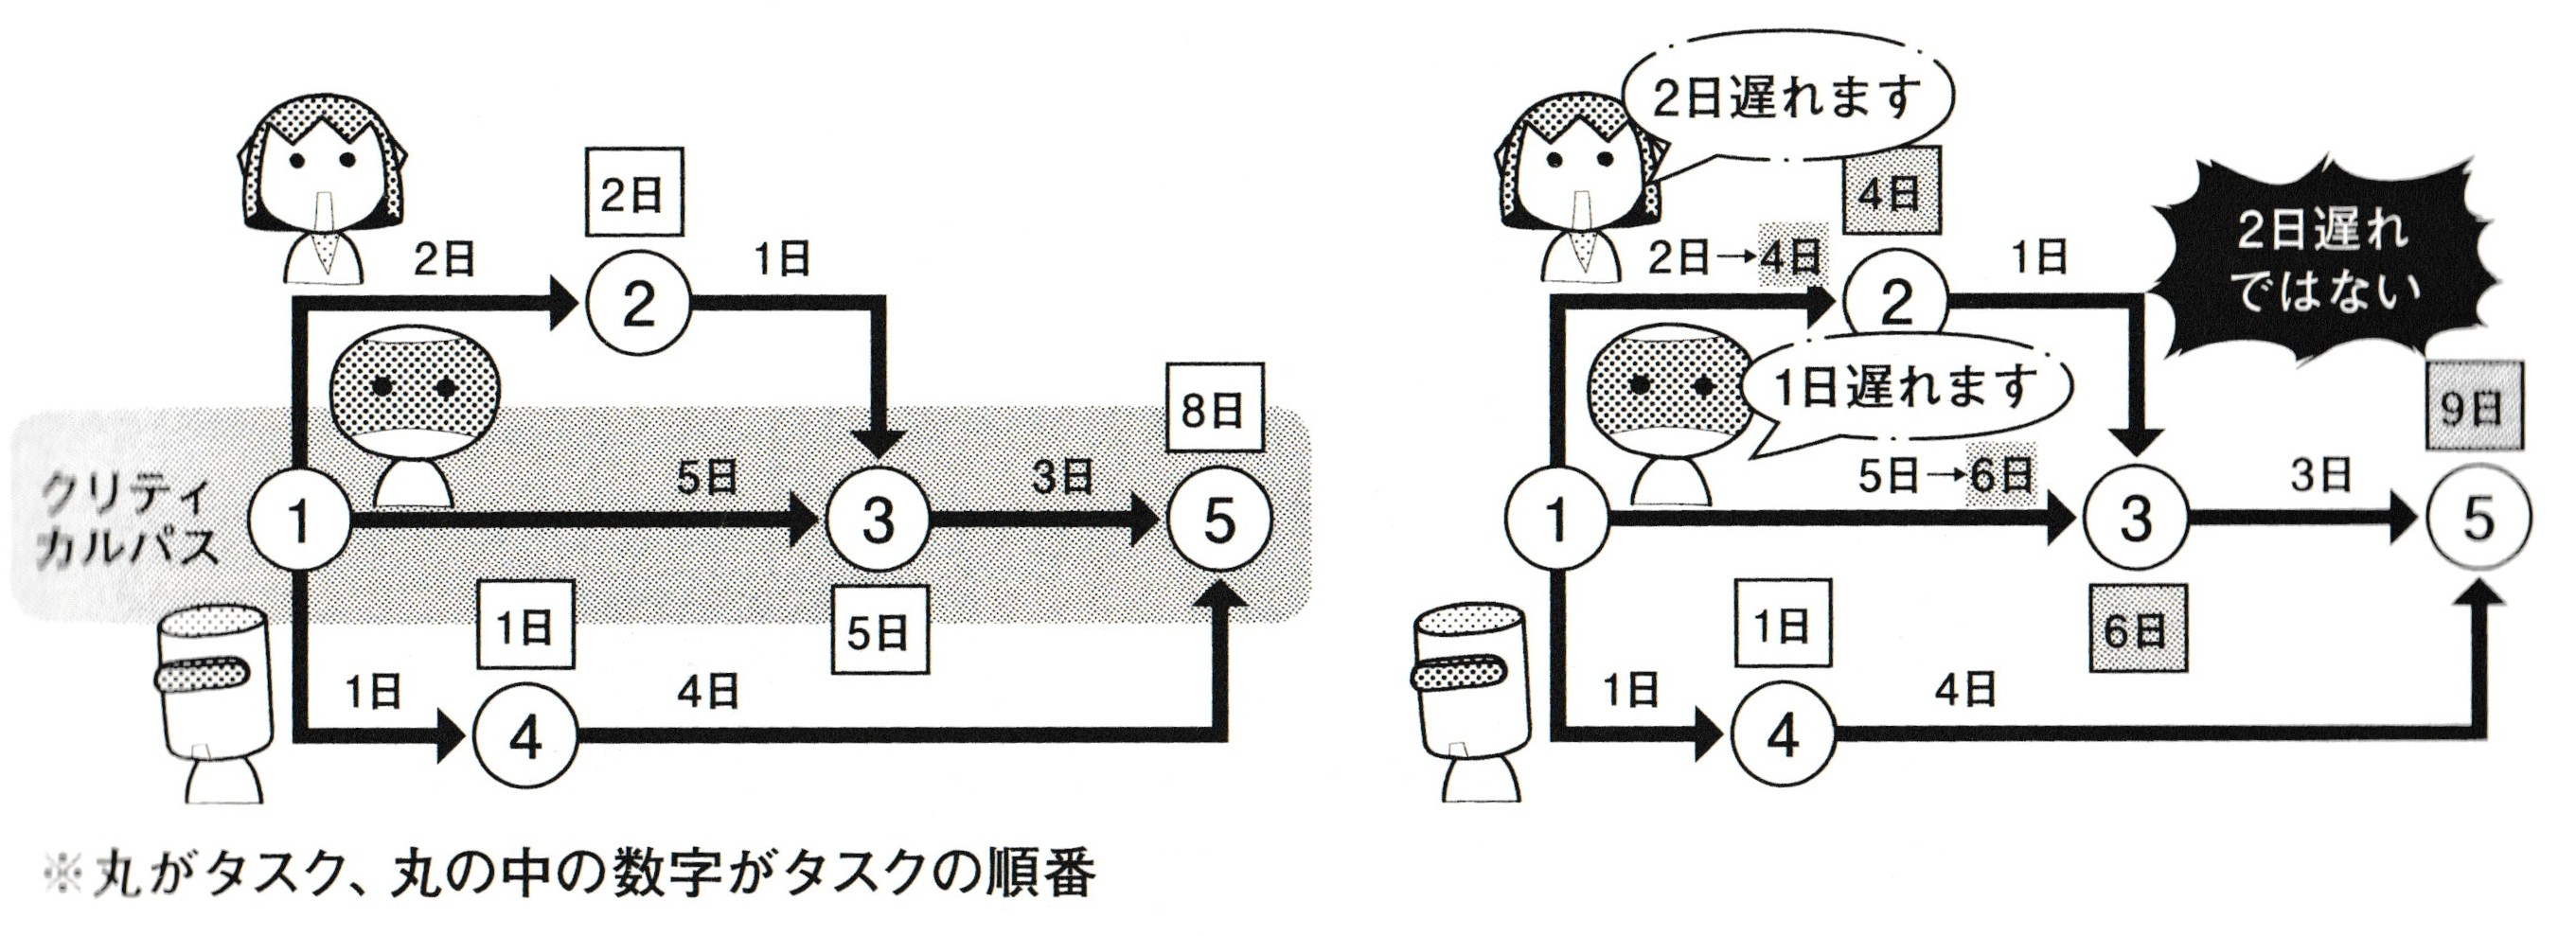 2日
2日
1日
2
8日
クリティ
カルパス
1
5日
3
3日
5
1日
5日
1日
4日
4
※丸がタスク、丸の中の数字がタスクの順番
2日遅れます
4日
2日→4日
1日
2日遅れ
ではない
2
1日遅れます
9日
5日→6日
3日
1
3
5
1日
6日
1日
4日
4